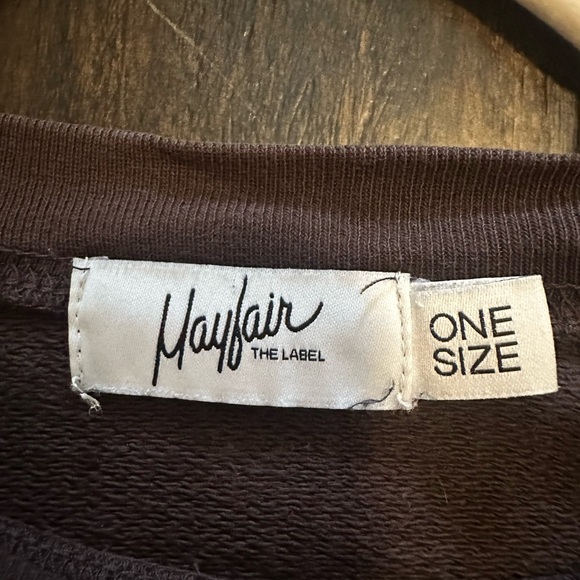 Mayfair
THE LABEL
ONE
SIZE